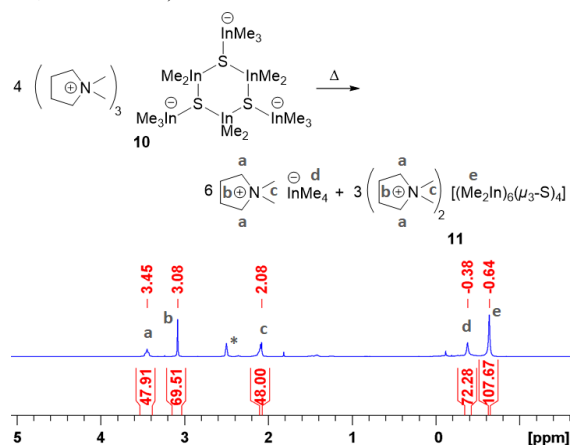 InMe3
⊖
S
Me2In InMe2
4 ( ⊕ N )3 ⊖ S S ⊖ Δ
Me3In In InMe3
10 Me2
a ⊖ d a e
6 b ⊕ N c InMe4 + 3 ( b ⊕ N c )2 [(Me2In)6(μ3-S)4]
a a
11
3.45 3.08 2.08 -0.38 -0.64
a b * c d e
47.91 69.51 48.00 72.28 107.67
5 4 3 2 1 0 [ppm]